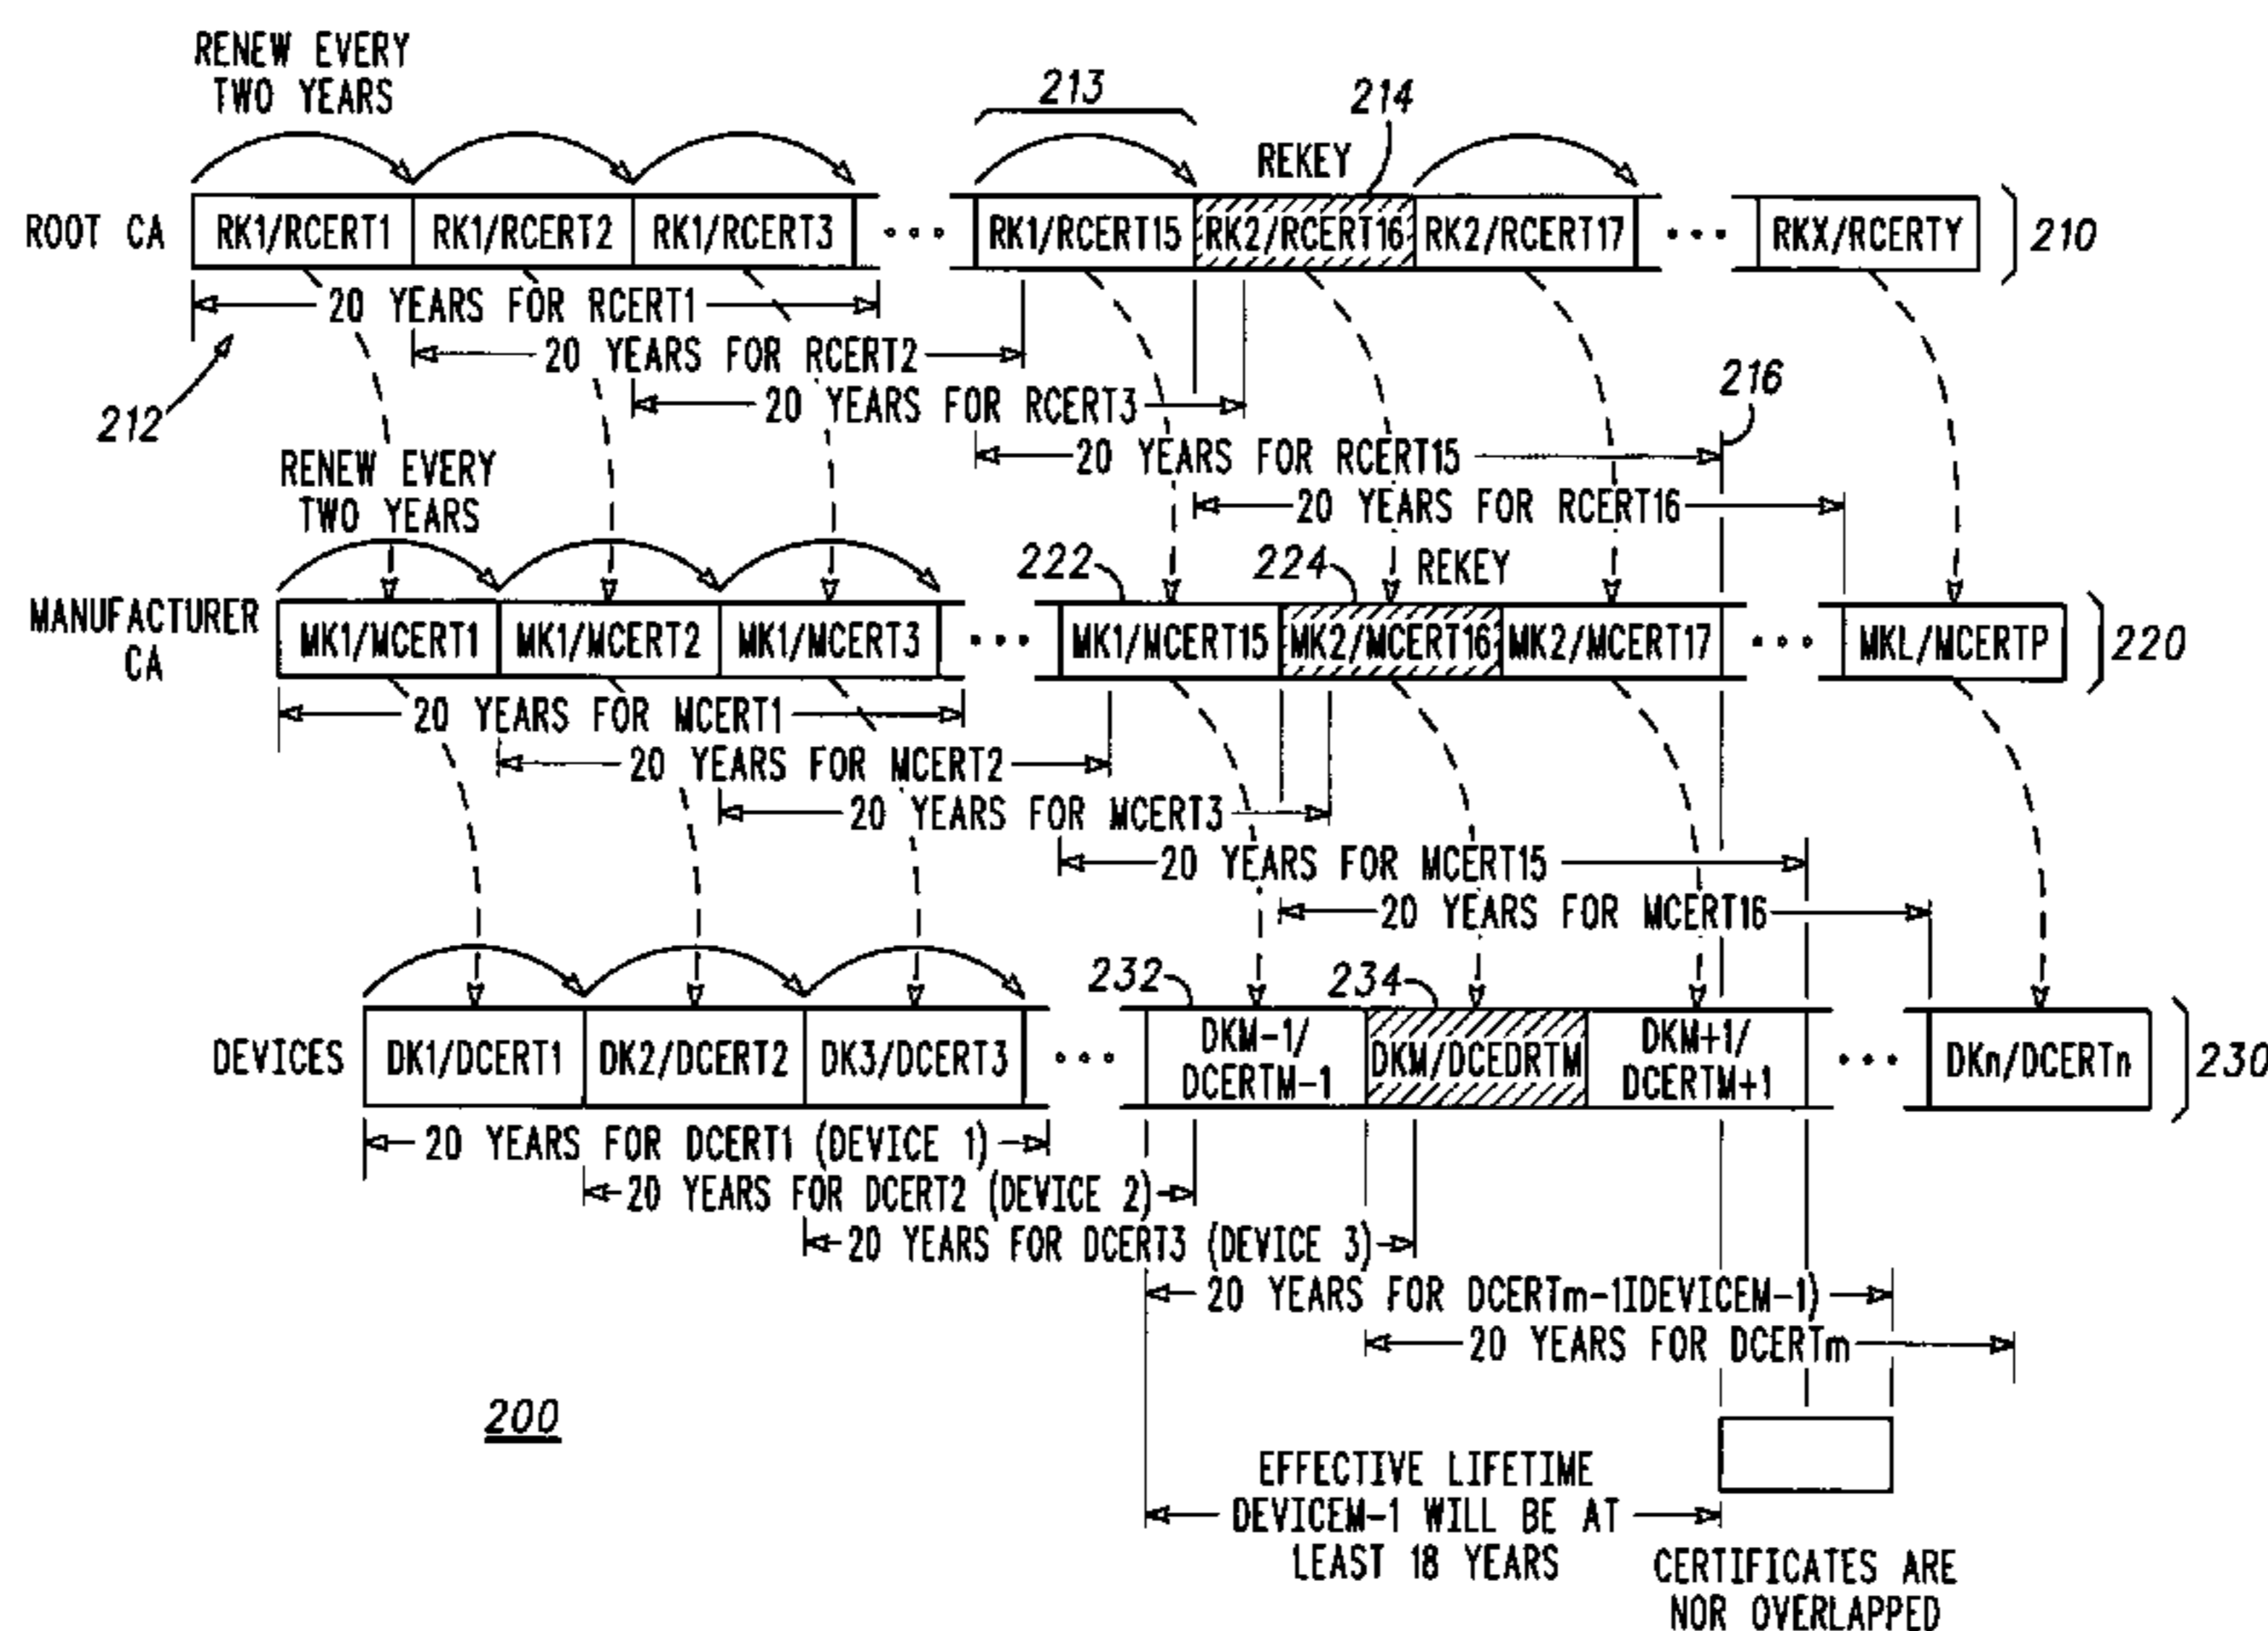 RENEW EVERY
TWO YEARS
213
214
REKEY
ROOT CA
RK1/RCERT1
RK1/RCERT2
RK1/RCERT3
RK1/RCERT15
RK2/RCERT16
RK2/RCERT17
RKX/RCERTY
210
20 YEARS FOR RCERT1
20 YEARS FOR RCERT2
212
20 YEARS FOR RCERT3
216
20 YEARS FOR RCERT15
20 YEARS FOR RCERT16
RENEW EVERY
TWO YEARS
222
224
REKEY
MANUFACTURER
CA
MK1/MCERT1
MK1/MCERT2
MK1/MCERT3
MK1/MCERT15
MK2/MCERT16
MK2/MCERT17
MKL/MCERTP
220
20 YEARS FOR MCERT1
20 YEARS FOR MCERT2
20 YEARS FOR MCERT3
20 YEARS FOR MCERT15
20 YEARS FOR MCERT16
232
234
DEVICES
DK1/DCERT1
DK2/DCERT2
DK3/DCERT3
DKM-1/
DCERTM-1
DKM/DCEDRTM
DKM+1/
DCERTM+1
DKn/DCERTn
230
20 YEARS FOR DCERT1 (DEVICE 1)
20 YEARS FOR DCERT2 (DEVICE 2)
20 YEARS FOR DCERT3 (DEVICE 3)
20 YEARS FOR DCERTm-1IDEVICEM-1)
20 YEARS FOR DCERTm
200
EFFECTIVE LIFETIME
DEVICEM-1 WILL BE AT
LEAST 18 YEARS
CERTIFICATES ARE
NOR OVERLAPPED